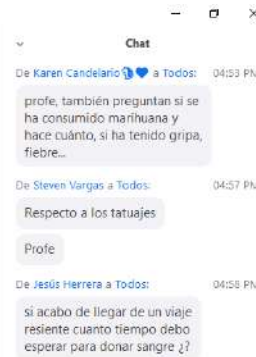 Chat
De Karen Candelario a Todos: 04:53 PM
profe, también preguntan si se
ha consumido marihuana y
hace cuánto, si ha tenido gripa,
fiebre...
De Steven Vargas a Todos: 04:57 PM
Respecto a los tatuajes
Profe
De Jesús Herrera a Todos: 04:58 PM
si acabo de llegar de un viaje
resiente cuanto tiempo debo
esperar para donar sangre ¿?